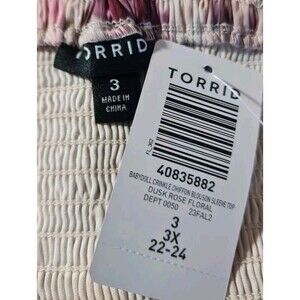 TORRID
3
MADE IN
CHINA
TORRID
40835882
BABYDOLL CRINKLE CHIFFON BLOUSON SLEEVE TOP
DUSK ROSE FLORAL
DEPT 0050 23FAL2
3
3X
22-24